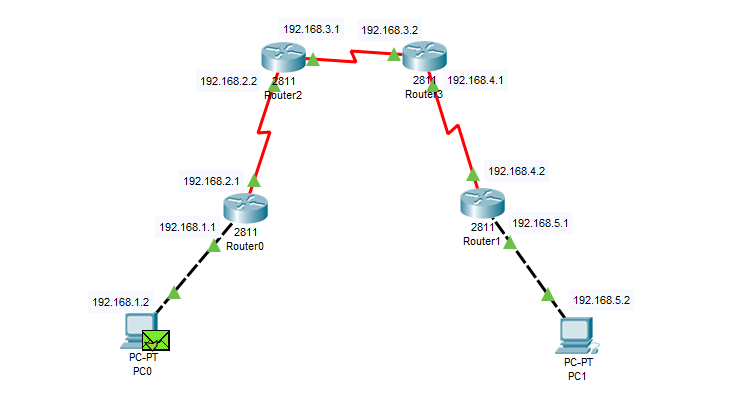 192.168.3.1
192.168.3.2
192.168.2.2
2811
Router2
2811
Router3
192.168.4.1
192.168.2.1
192.168.4.2
192.168.1.1
2811
Router0
2811
Router1
192.168.5.1
192.168.1.2
192.168.5.2
PC-PT
PC0
PC-PT
PC1